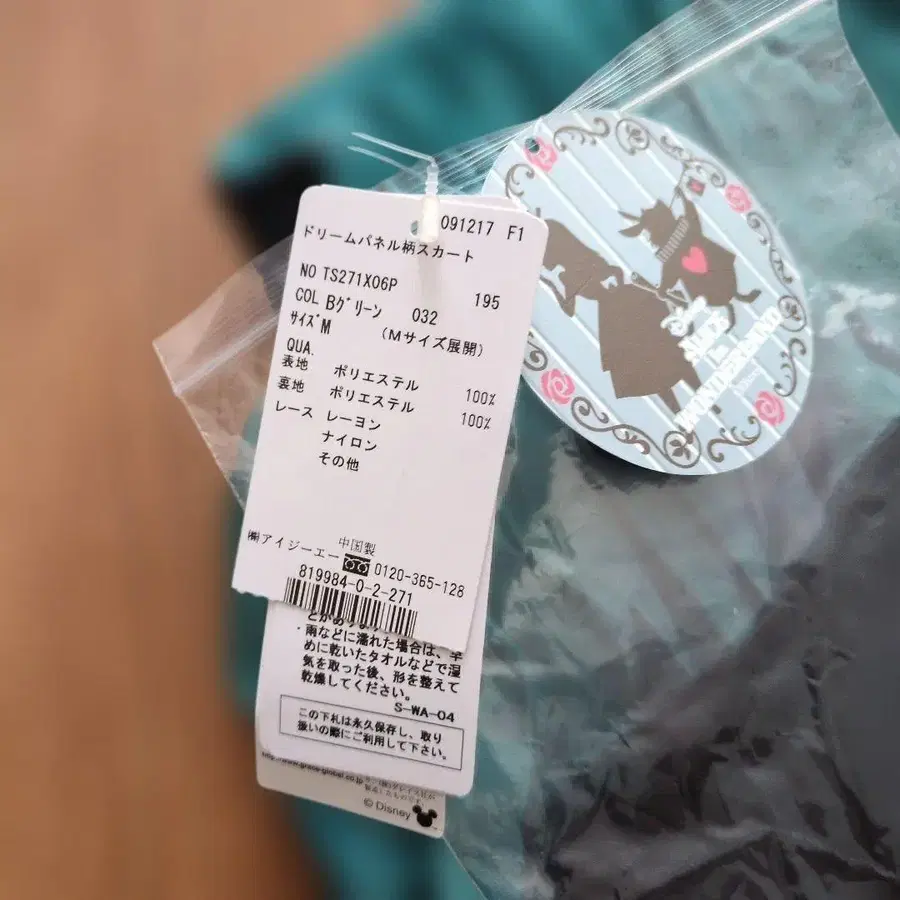 091217 F1
ドリームパネル柄スカート
NO TS271X06P 195
COL Bグリーン 032
サイズM (Mサイズ展開)
QUA.
表地 ポリエステル 100%
裏地 ポリエステル 100%
レース レーヨン
ナイロン
その他
中国製
㈱アイジーエー 0120-365-128
819984-0-2-271
・雨などに濡れた場合は、早
めに乾いたタオルなどで湿
気を取った後、形を整えて
乾燥してください。
S-WA-04
この下札は永久保存し、取り
扱いの際にご利用して下さい。
© Disney
ALICE
in
WONDERLAND